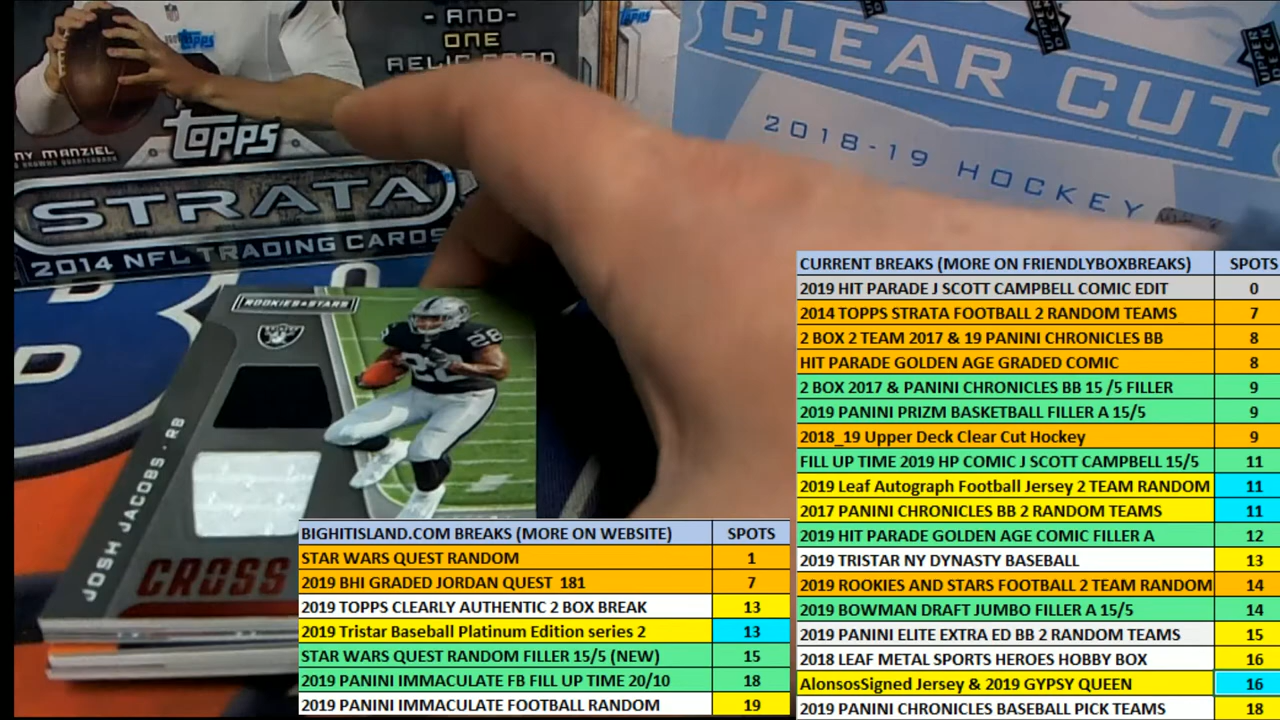 - AND -
ONE
RELIC CARD
topps
TOPPS
STRATA
2014 NFL TRADING CARDS
topps
CLEAR CUT
2018-19 HOCKEY
UPPER DECK
ROOKIES & STARS
28
JOSH JACOBS • RB
CROSS
CURRENT BREAKS (MORE ON FRIENDLYBOXBREAKS) SPOTS
2019 HIT PARADE J SCOTT CAMPBELL COMIC EDIT 0
2014 TOPPS STRATA FOOTBALL 2 RANDOM TEAMS 7
2 BOX 2 TEAM 2017 & 19 PANINI CHRONICLES BB 8
HIT PARADE GOLDEN AGE GRADED COMIC 8
2 BOX 2017 & PANINI CHRONICLES BB 15 /5 FILLER 9
2019 PANINI PRIZM BASKETBALL FILLER A 15/5 9
2018_19 Upper Deck Clear Cut Hockey 9
FILL UP TIME 2019 HP COMIC J SCOTT CAMPBELL 15/5 11
2019 Leaf Autograph Football Jersey 2 TEAM RANDOM 11
2017 PANINI CHRONICLES BB 2 RANDOM TEAMS 11
2019 HIT PARADE GOLDEN AGE COMIC FILLER A 12
2019 TRISTAR NY DYNASTY BASEBALL 13
2019 ROOKIES AND STARS FOOTBALL 2 TEAM RANDOM 14
2019 BOWMAN DRAFT JUMBO FILLER A 15/5 14
2019 PANINI ELITE EXTRA ED BB 2 RANDOM TEAMS 15
2018 LEAF METAL SPORTS HEROES HOBBY BOX 16
AlonsosSigned Jersey & 2019 GYPSY QUEEN 16
2019 PANINI CHRONICLES BASEBALL PICK TEAMS 18
BIGHITISLAND.COM BREAKS (MORE ON WEBSITE) SPOTS
STAR WARS QUEST RANDOM 1
2019 BHI GRADED JORDAN QUEST 181 7
2019 TOPPS CLEARLY AUTHENTIC 2 BOX BREAK 13
2019 Tristar Baseball Platinum Edition series 2 13
STAR WARS QUEST RANDOM FILLER 15/5 (NEW) 15
2019 PANINI IMMACULATE FB FILL UP TIME 20/10 18
2019 PANINI IMMACULATE FOOTBALL RANDOM 19